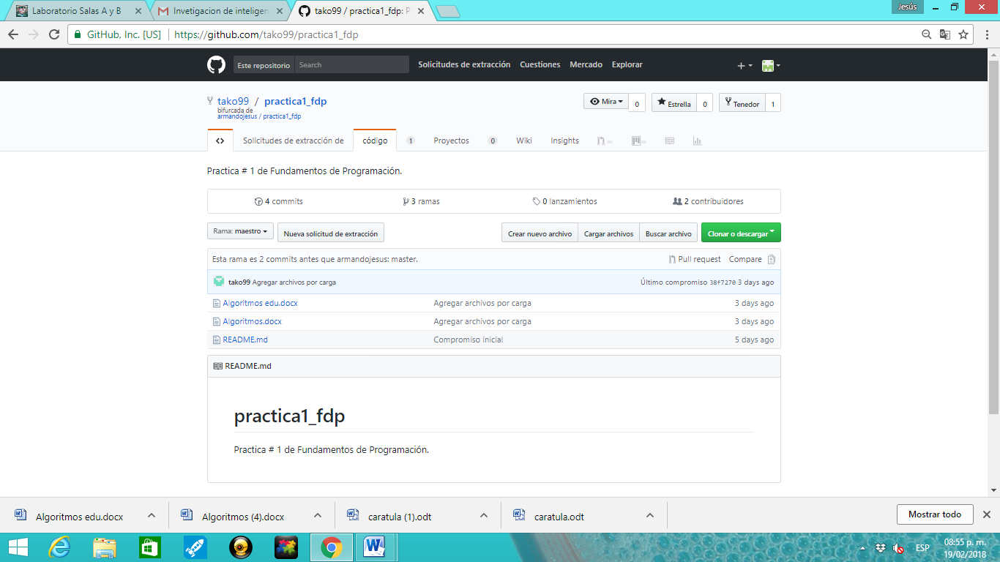 Laboratorio Salas A y B
Invetigacion de inteligen
tako99 / practica1_fdp: P
Jesús
GitHub, Inc. [US]
https://github.com/tako99/practica1_fdp
Este repositorio
Search
Solicitudes de extracción
Cuestiones
Mercado
Explorar
tako99 / practica1_fdp
bifurcada de
armandojesus / practica1_fdp
Mira
0
Estrella
0
Tenedor
1
Solicitudes de extracción de
código
1
Proyectos
0
Wiki
Insights
Practica # 1 de Fundamentos de Programación.
4 commits
3 ramas
0 lanzamientos
2 contribuidores
Rama: maestro
Nueva solicitud de extracción
Crear nuevo archivo
Cargar archivos
Buscar archivo
Clonar o descargar
Esta rama es 2 commits antes que armandojesus: master.
Pull request
Compare
tako99 Agregar archivos por carga
Último compromiso 38f7270 3 days ago
Algoritmos edu.docx
Agregar archivos por carga
3 days ago
Algoritmos.docx
Agregar archivos por carga
3 days ago
README.md
Compromiso inicial
5 days ago
README.md
practica1_fdp
Practica # 1 de Fundamentos de Programación.
Algoritmos edu.docx
Algoritmos (4).docx
caratula (1).odt
caratula.odt
Mostrar todo
ESP
08:55 p. m.
19/02/2018